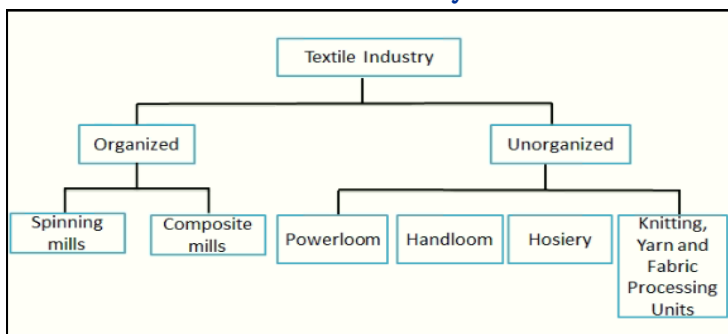 Textile Industry
Organized
Unorganized
Spinning
mills
Composite
mills
Powerloom
Handloom
Hosiery
Knitting,
Yarn and
Fabric
Processing
Units